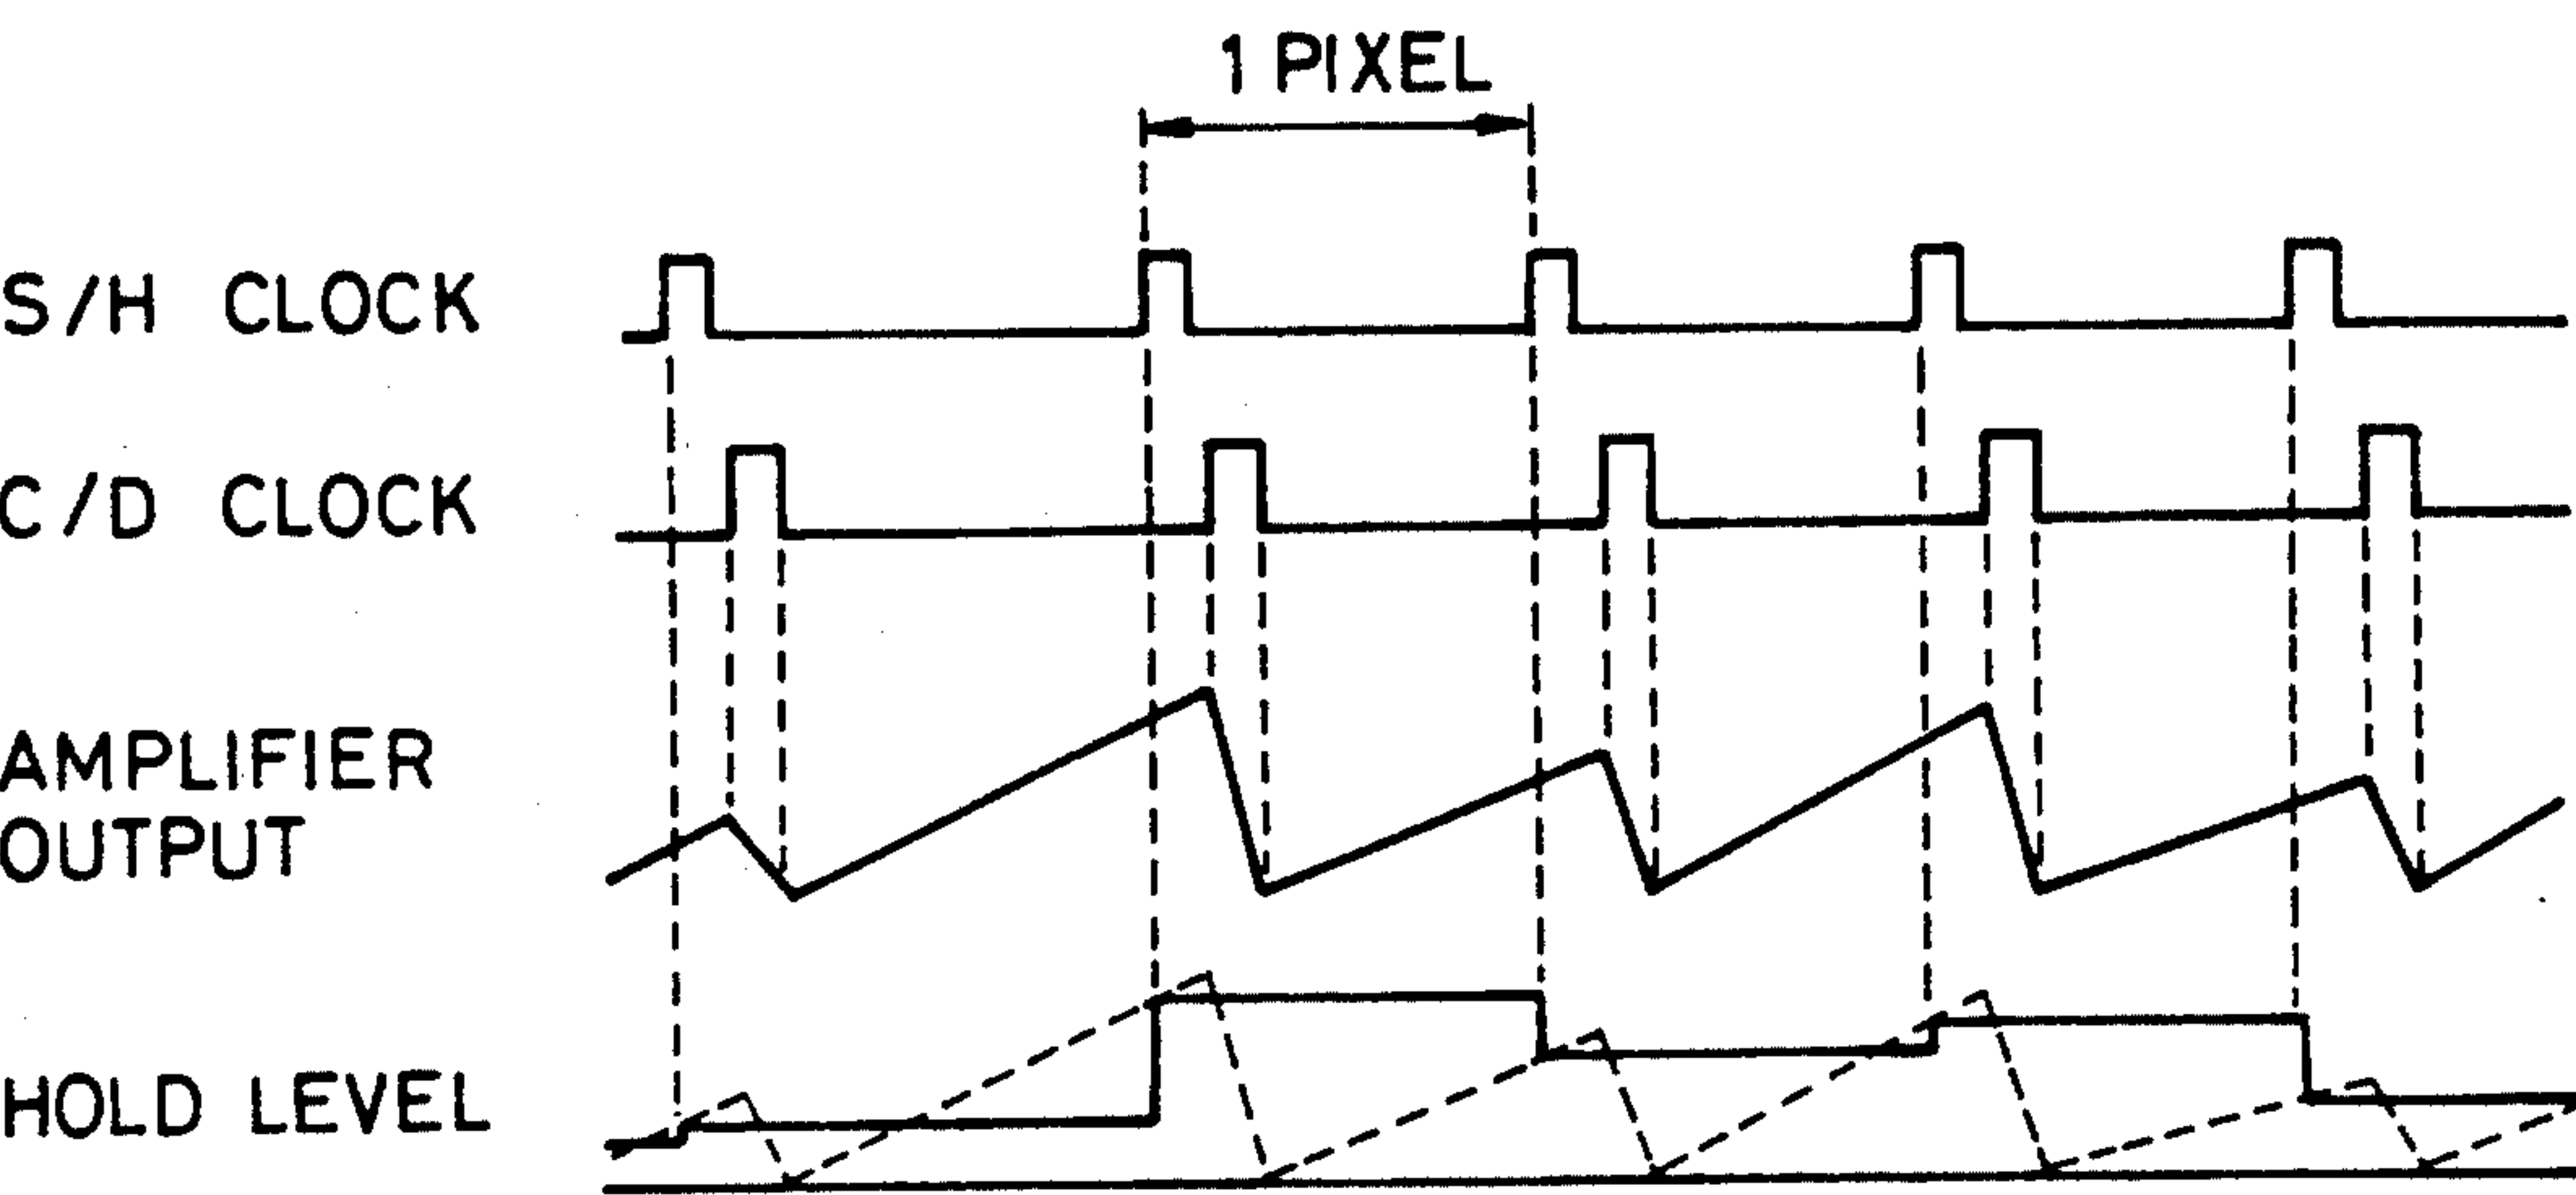 1 PIXEL
S/H CLOCK
C/D CLOCK
AMPLIFIER
OUTPUT
HOLD LEVEL